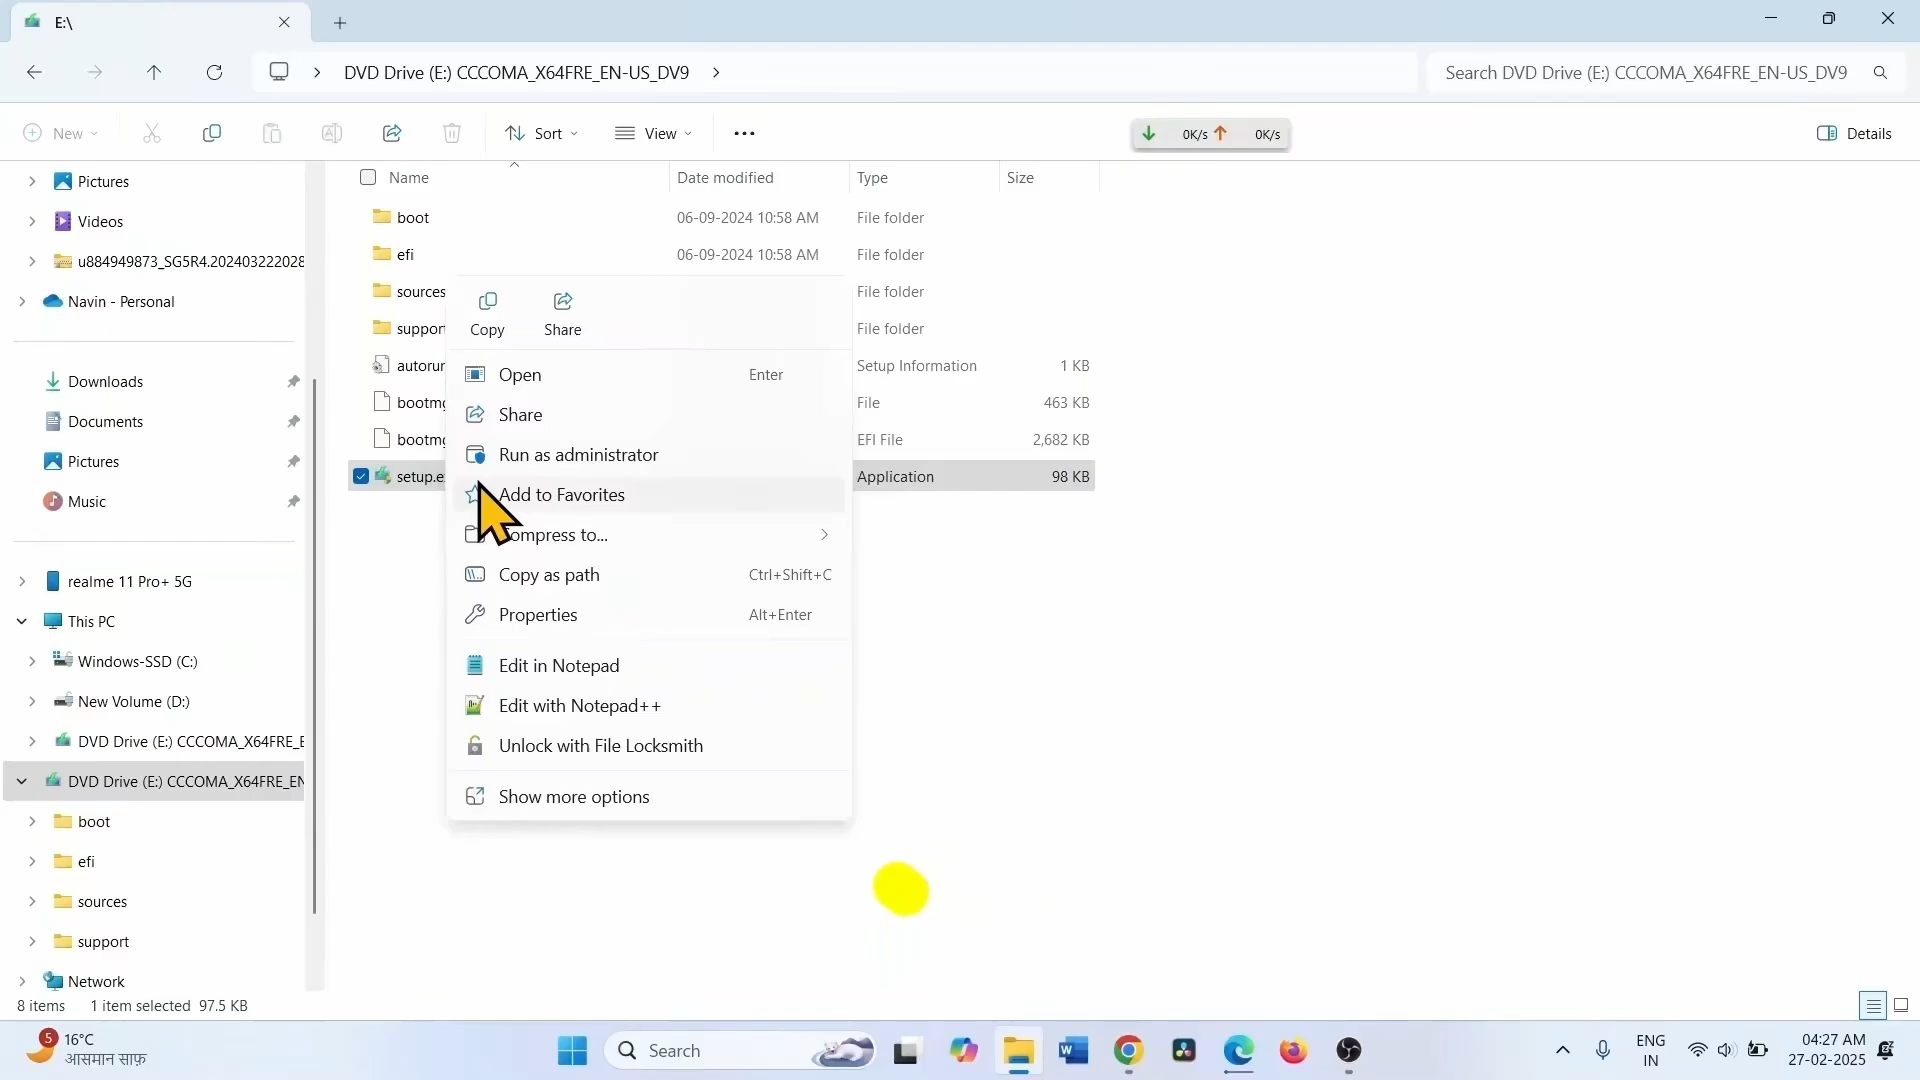 E:\
DVD Drive (E:) CCCOMA_X64FRE_EN-US_DV9
Search DVD Drive (E:) CCCOMA_X64FRE_EN-US_DV9
New
Sort
View
0K/s
0K/s
Details
Name
Date modified
Type
Size
boot
06-09-2024 10:58 AM
File folder
efi
06-09-2024 10:58 AM
File folder
sources
File folder
suppor
File folder
autorun
Setup Information
1 KB
bootm
File
463 KB
bootm
EFI File
2,682 KB
setup.e
Application
98 KB
Copy
Share
Open
Enter
Share
Run as administrator
Add to Favorites
ompress to...
Copy as path
Ctrl+Shift+C
Properties
Alt+Enter
Edit in Notepad
Edit with Notepad++
Unlock with File Locksmith
Show more options
Pictures
Videos
u884949873_SG5R4.202403222028
Navin - Personal
Downloads
Documents
Pictures
Music
realme 11 Pro+ 5G
This PC
Windows-SSD (C:)
New Volume (D:)
DVD Drive (E:) CCCOMA_X64FRE_E
DVD Drive (E:) CCCOMA_X64FRE_EN
boot
efi
sources
support
Network
8 items
1 item selected 97.5 KB
5
16°C
आसमान साफ़
Search
ENG
IN
04:27 AM
27-02-2025